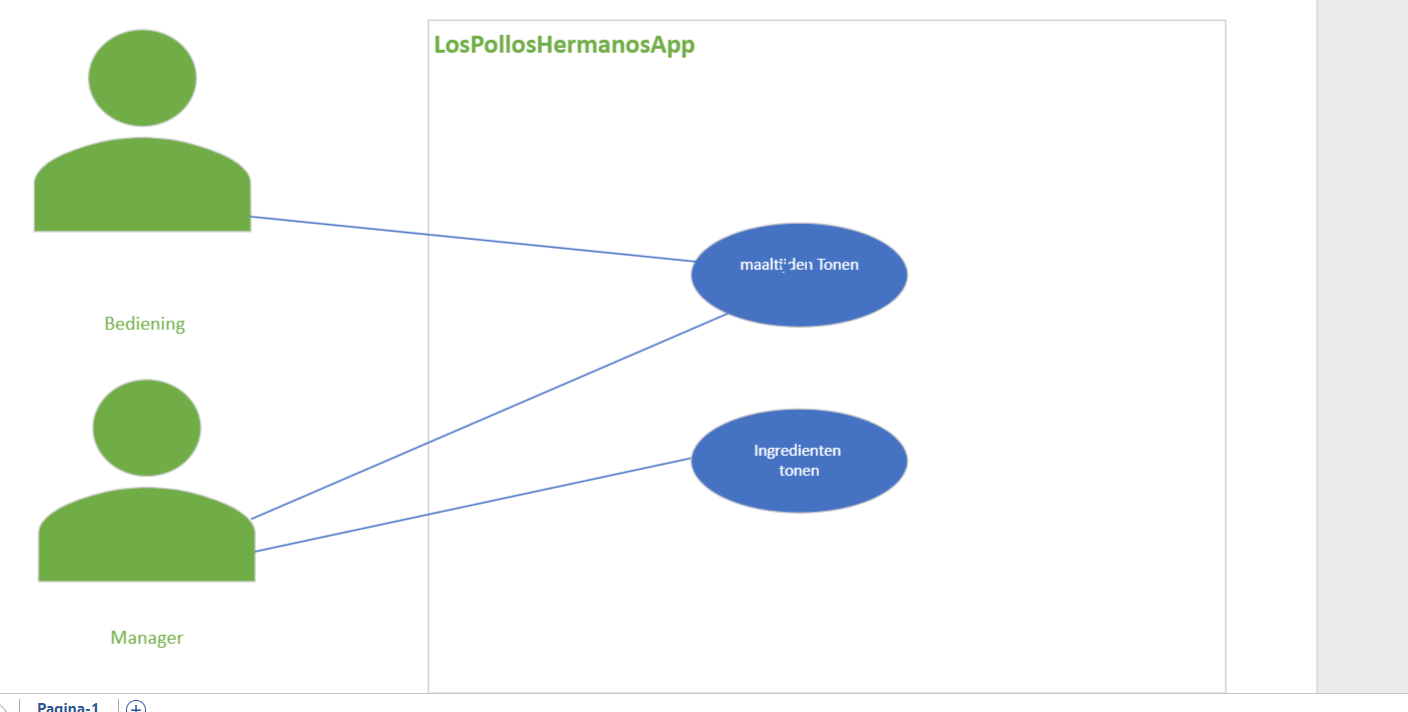 LosPollosHermanosApp
maaltijden Tonen
Bediening
Ingredienten
tonen
Manager
Pagina-1